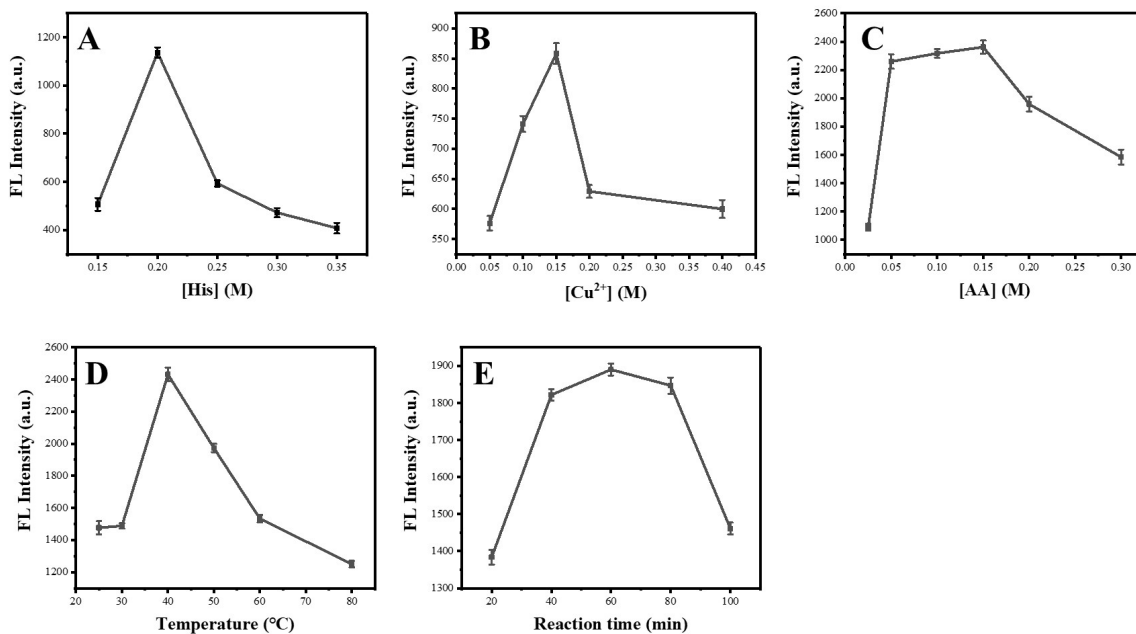 A
FL Intensity (a.u.)
1200
1000
800
600
400
0.15 0.20 0.25 0.30 0.35
[His] (M)
B
FL Intensity (a.u.)
900
850
800
750
700
650
600
575
550
0.00 0.05 0.10 0.15 0.20 0.25 0.30 0.35 0.40 0.45
[Cu²⁺] (M)
C
FL Intensity (a.u.)
2600
2400
2200
2000
1800
1600
1400
1200
1000
0.00 0.05 0.10 0.15 0.20 0.25 0.30
[AA] (M)
D
FL Intensity (a.u.)
2600
2400
2200
2000
1800
1600
1400
1200
20 30 40 50 60 70 80
Temperature (°C)
E
FL Intensity (a.u.)
1900
1800
1700
1600
1500
1400
1300
20 40 60 80 100
Reaction time (min)